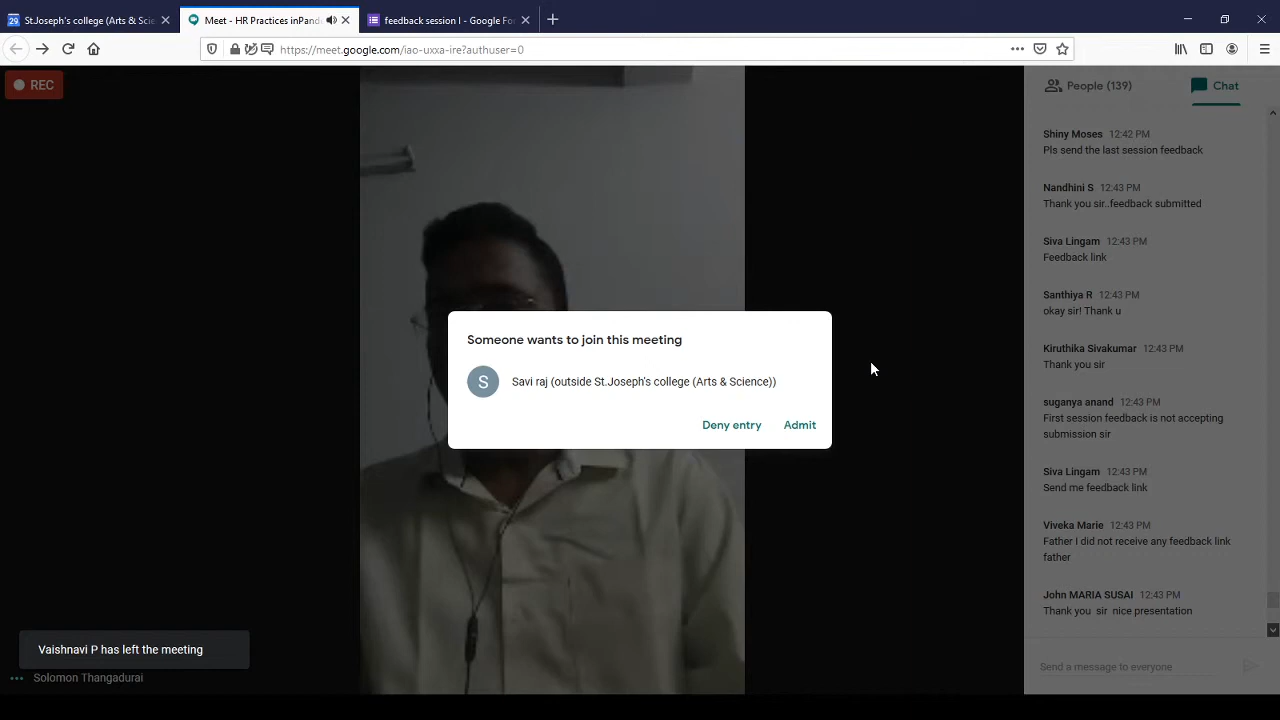 St.Joseph's college (Arts & Scie
Meet - HR Practices inPand
feedback session I - Google For
https://meet.google.com/iao-uxxa-ire?authuser=0
REC
People (139)
Chat
Shiny Moses 12:42 PM
Pls send the last session feedback
Nandhini S 12:43 PM
Thank you sir..feedback submitted
Siva Lingam 12:43 PM
Feedback link
Santhiya R 12:43 PM
okay sir! Thank u
Kiruthika Sivakumar 12:43 PM
Thank you sir
suganya anand 12:43 PM
First session feedback is not accepting
submission sir
Siva Lingam 12:43 PM
Send me feedback link
Viveka Marie 12:43 PM
Father I did not receive any feedback link
father
John MARIA SUSAI 12:43 PM
Thank you sir nice presentation
Send a message to everyone
Someone wants to join this meeting
S
Savi raj (outside St.Joseph's college (Arts & Science))
Deny entry
Admit
Vaishnavi P has left the meeting
Solomon Thangadurai